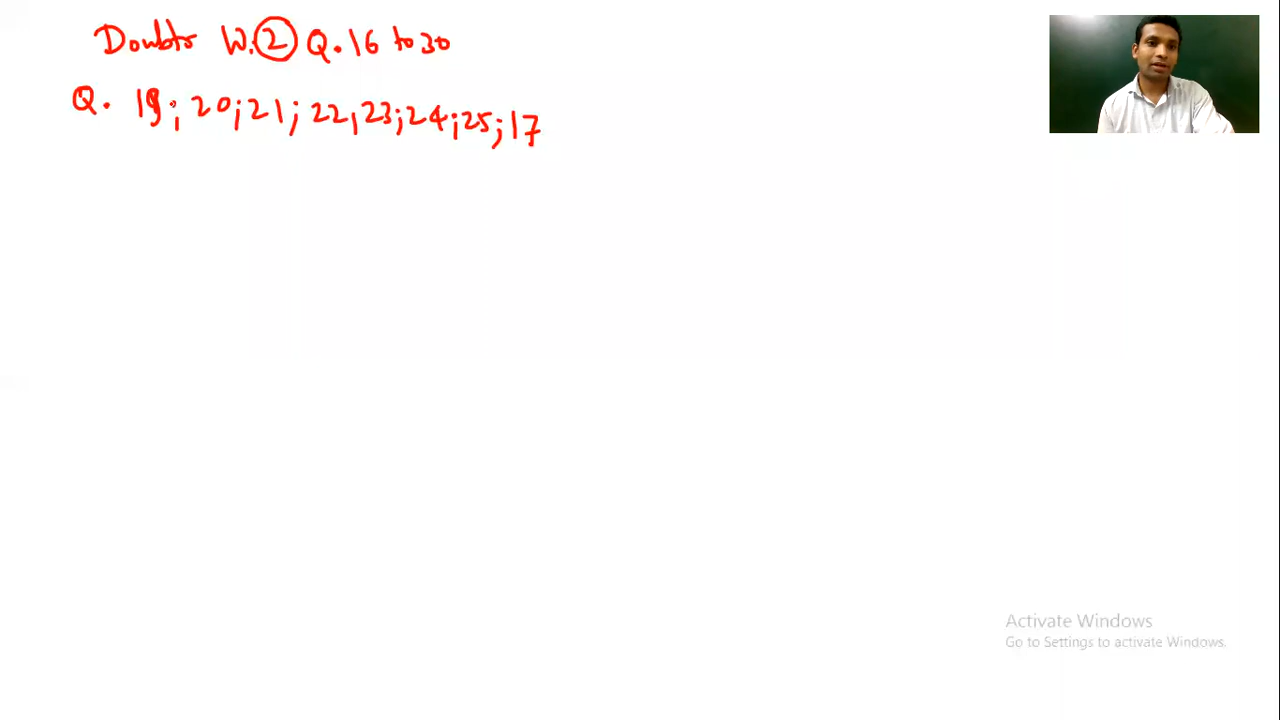 Doubts W.② Q.16 to 30
Q. 19; 20; 21; 22, 23; 24; 25; 17
Activate Windows
Go to Settings to activate Windows.